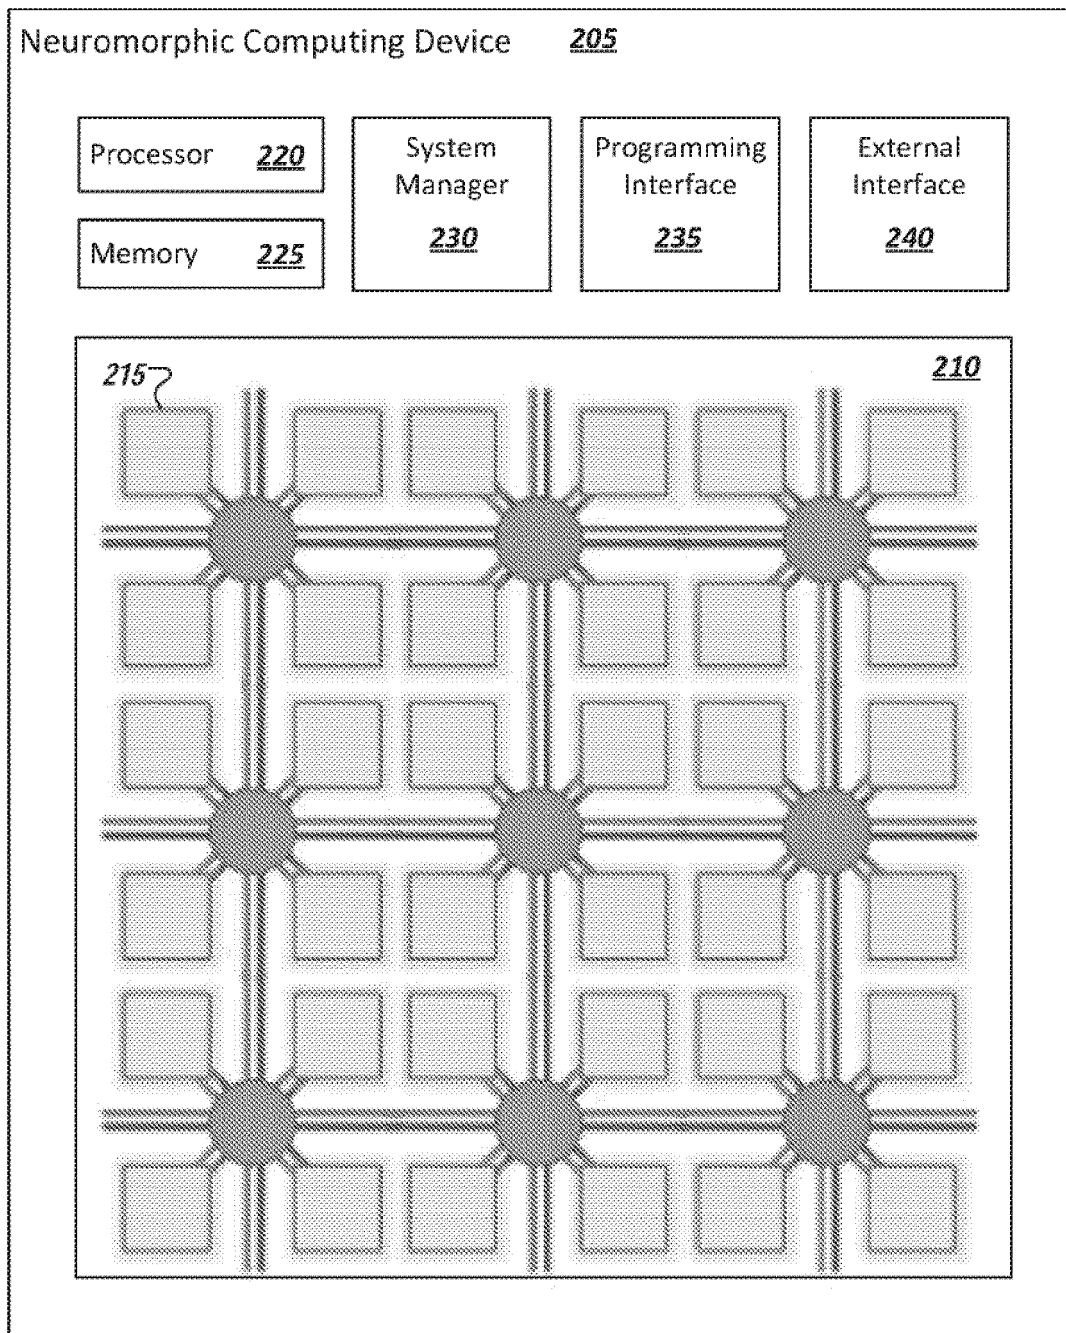 Neuromorphic Computing Device 205
Processor 220
Memory 225
System
Manager
230
Programming
Interface
235
External
Interface
240
215
210